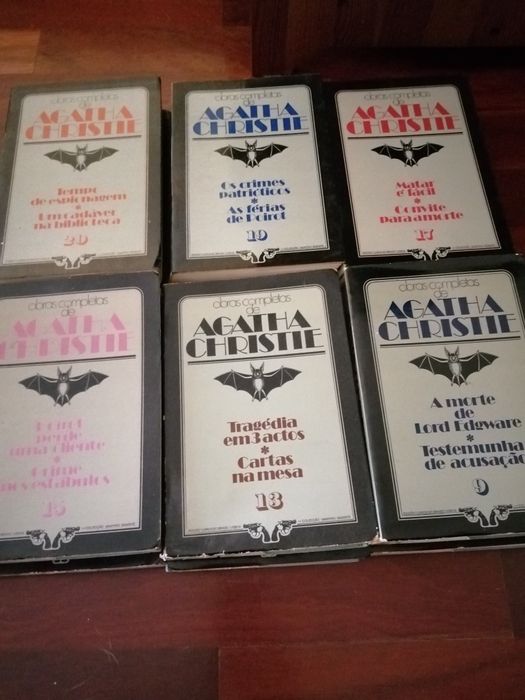 obras completas
de
AGATHA
CHRISTIE
Tempo
de espionagem
*
Um cadáver
na biblioteca
20
obras completas
de
AGATHA
CHRISTIE
Os crimes
patrióticos
*
As férias
de Poirot
19
obras completas
de
AGATHA
CHRISTIE
Matar
é fácil
*
Convite
para a morte
17
obras completas
de
AGATHA
CHRISTIE
Poirot
perde
uma cliente
*
Crime
nos estábulos
15
obras completas
de
AGATHA
CHRISTIE
Tragédia
em 3 actos
*
Cartas
na mesa
13
obras completas
de
AGATHA
CHRISTIE
A morte
de
Lord Edgware
*
Testemunha
de acusação
9